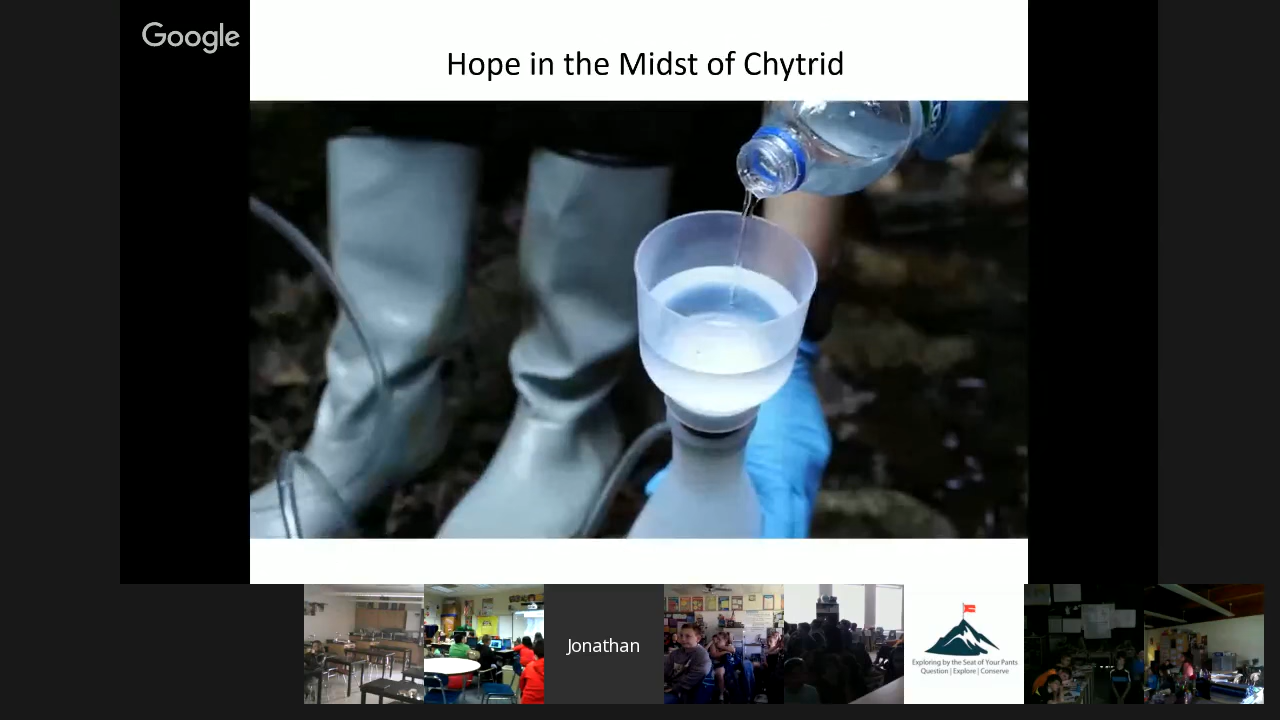 Google
Hope in the Midst of Chytrid
Jonathan
Exploring by the Seat of Your Pants
Question | Explore | Conserve